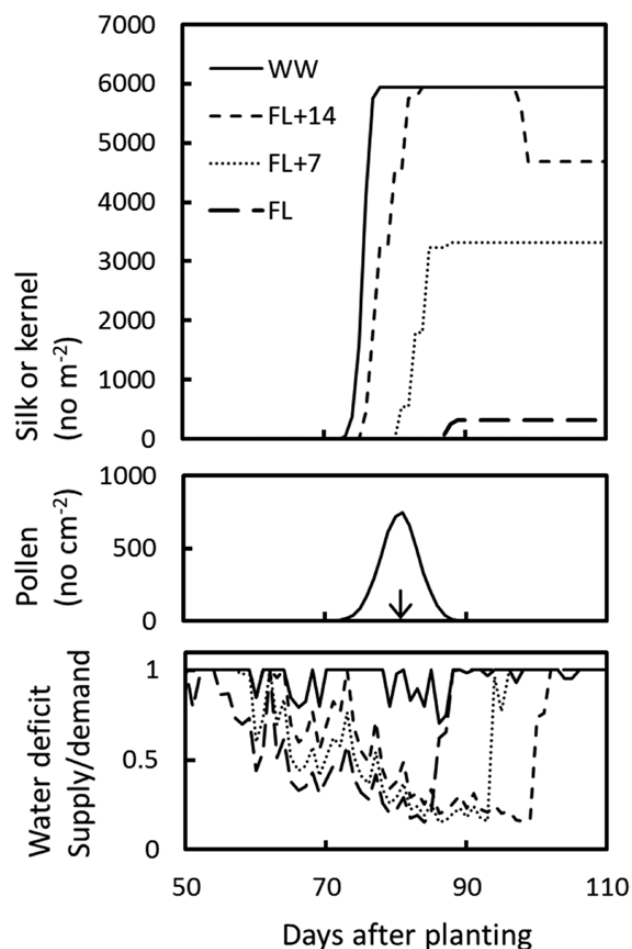 7000
6000
5000
4000
3000
2000
1000
0
WW
FL+14
FL+7
FL
Silk or kernel
(no m-2)
1000
500
0
Pollen
(no cm-2)
1
0.5
0
Water deficit
Supply/demand
50 70 90 110
Days after planting